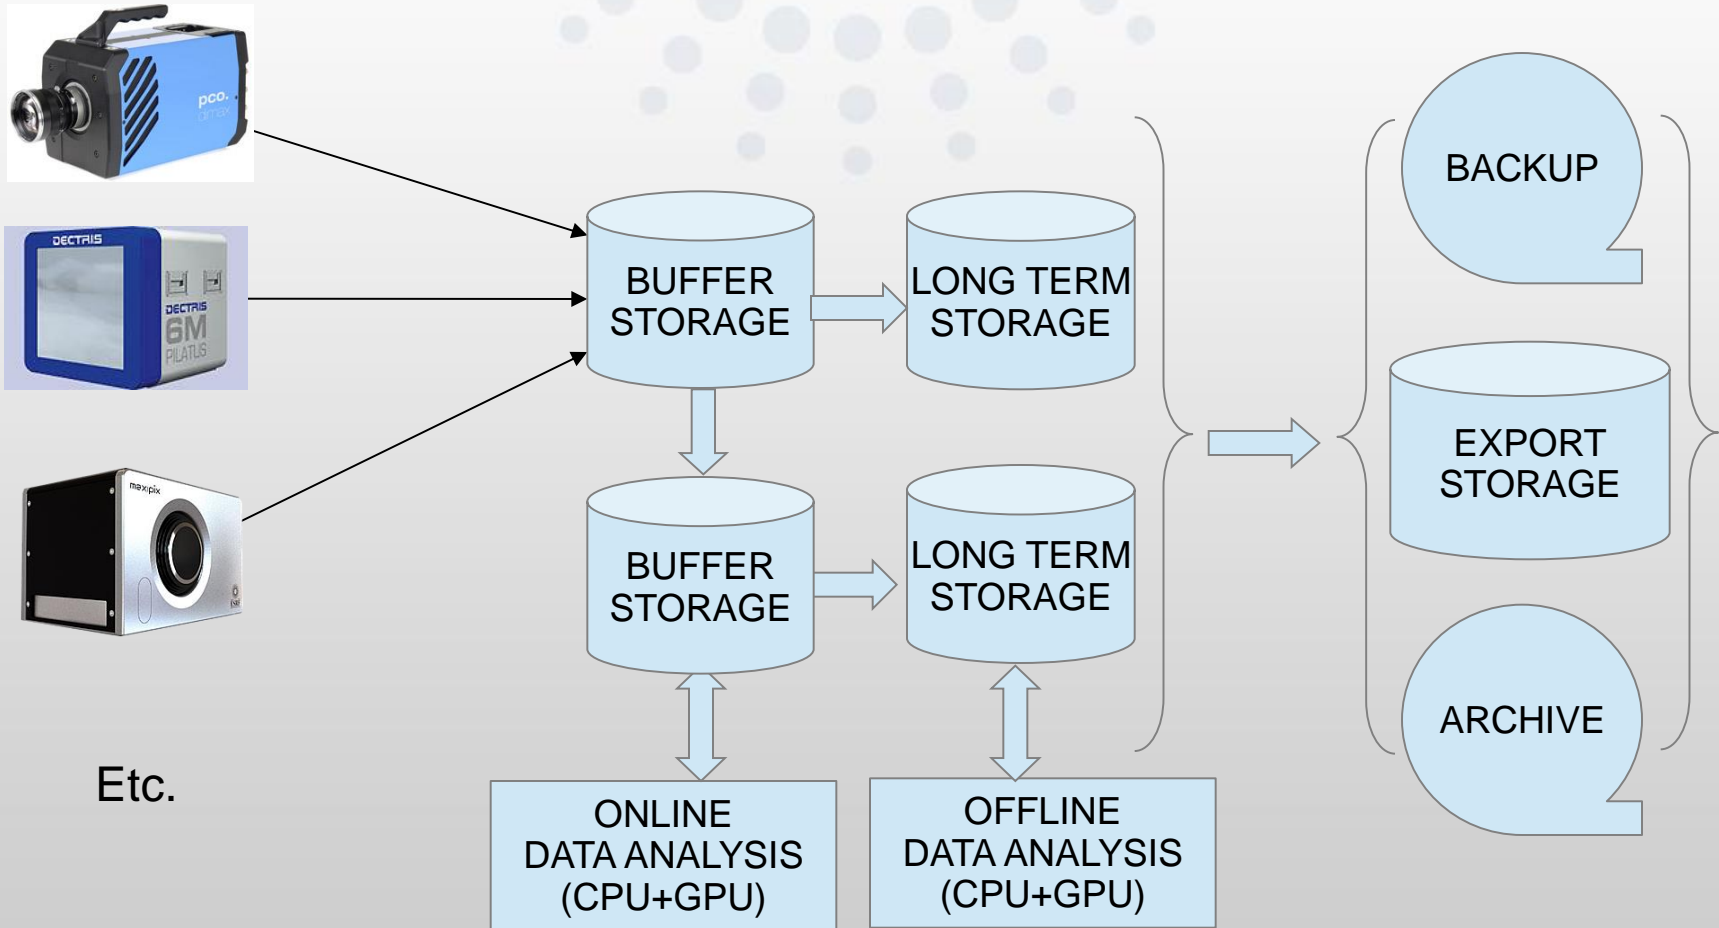 pco.
dimax
DECTRIS
DECTRIS
6M
PILATUS
maxipix
ESRF
Etc.
BUFFER
STORAGE
LONG TERM
STORAGE
BUFFER
STORAGE
LONG TERM
STORAGE
ONLINE
DATA ANALYSIS
(CPU+GPU)
OFFLINE
DATA ANALYSIS
(CPU+GPU)
BACKUP
EXPORT
STORAGE
ARCHIVE